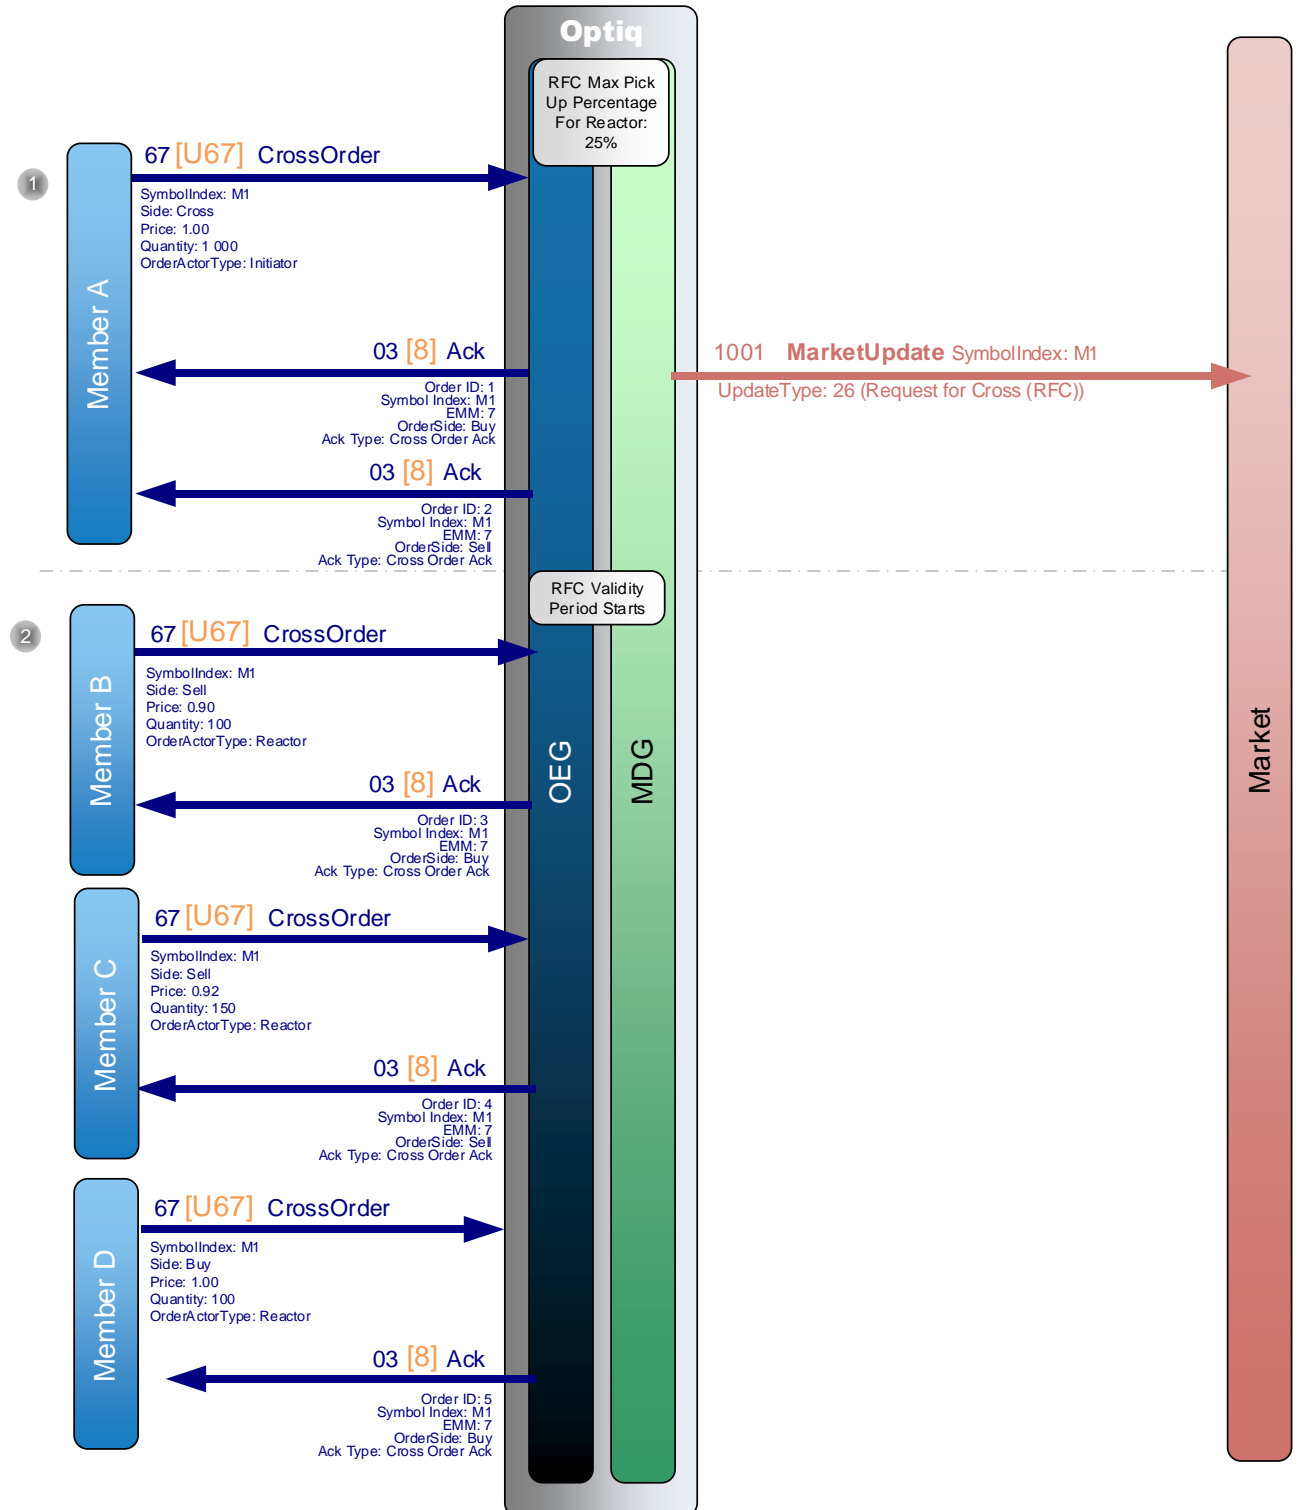 Optiq
RFC Max Pick
Up Percentage
For Reactor:
25%
1
Member A
67 [U67] CrossOrder
SymbolIndex: M1
Side: Cross
Price: 1.00
Quantity: 1 000
OrderActorType: Initiator
03 [8] Ack
Order ID: 1
Symbol Index: M1
EMM: 7
OrderSide: Buy
Ack Type: Cross Order Ack
1001 MarketUpdate SymbolIndex: M1
UpdateType: 26 (Request for Cross (RFC))
03 [8] Ack
Order ID: 2
Symbol Index: M1
EMM: 7
OrderSide: Sell
Ack Type: Cross Order Ack
RFC Validity
Period Starts
2
Member B
67 [U67] CrossOrder
SymbolIndex: M1
Side: Sell
Price: 0.90
Quantity: 100
OrderActorType: Reactor
OEG
MDG
Market
03 [8] Ack
Order ID: 3
Symbol Index: M1
EMM: 7
OrderSide: Buy
Ack Type: Cross Order Ack
Member C
67 [U67] CrossOrder
SymbolIndex: M1
Side: Sell
Price: 0.92
Quantity: 150
OrderActorType: Reactor
03 [8] Ack
Order ID: 4
Symbol Index: M1
EMM: 7
OrderSide: Sell
Ack Type: Cross Order Ack
Member D
67 [U67] CrossOrder
SymbolIndex: M1
Side: Buy
Price: 1.00
Quantity: 100
OrderActorType: Reactor
03 [8] Ack
Order ID: 5
Symbol Index: M1
EMM: 7
OrderSide: Buy
Ack Type: Cross Order Ack